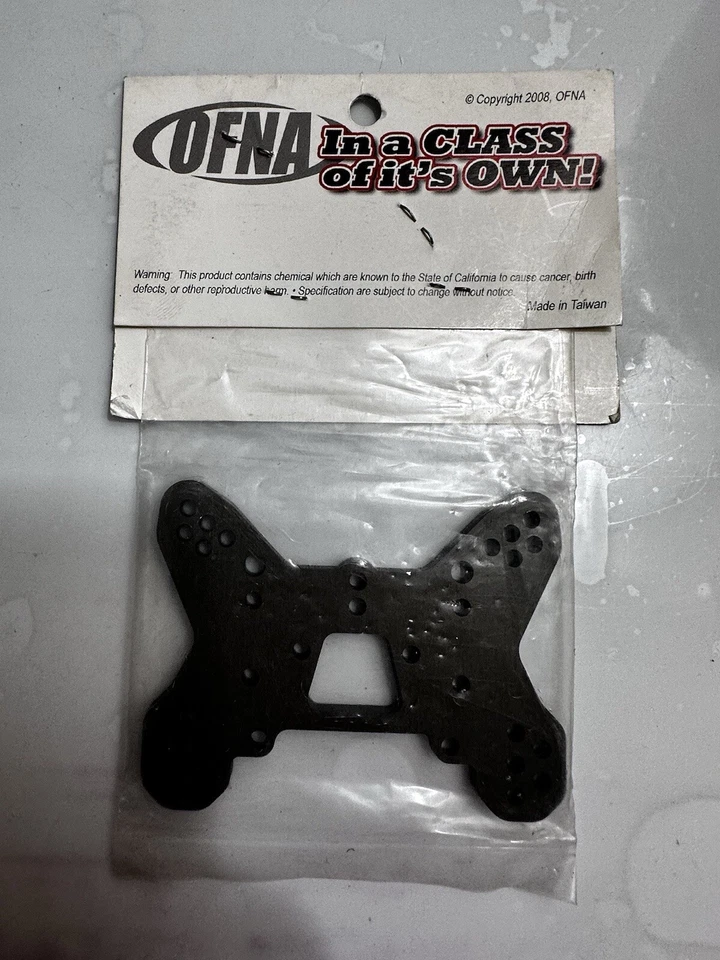 © Copyright 2008, OFNA
OFNA
In a CLASS
of it's OWN!
Warning: This product contains chemical which are known to the State of California to cause cancer, birth
defects, or other reproductive harm. • Specification are subject to change without notice.
Made in Taiwan